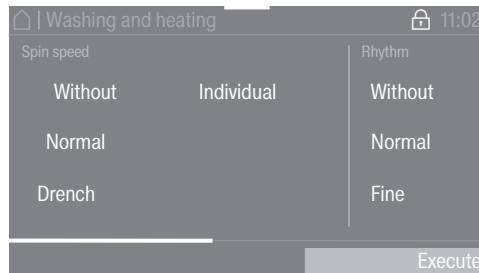 | Washing and heating 11:02
Spin speed
Rhythm
Without Individual
Without
Normal
Normal
Drench
Fine
Execute